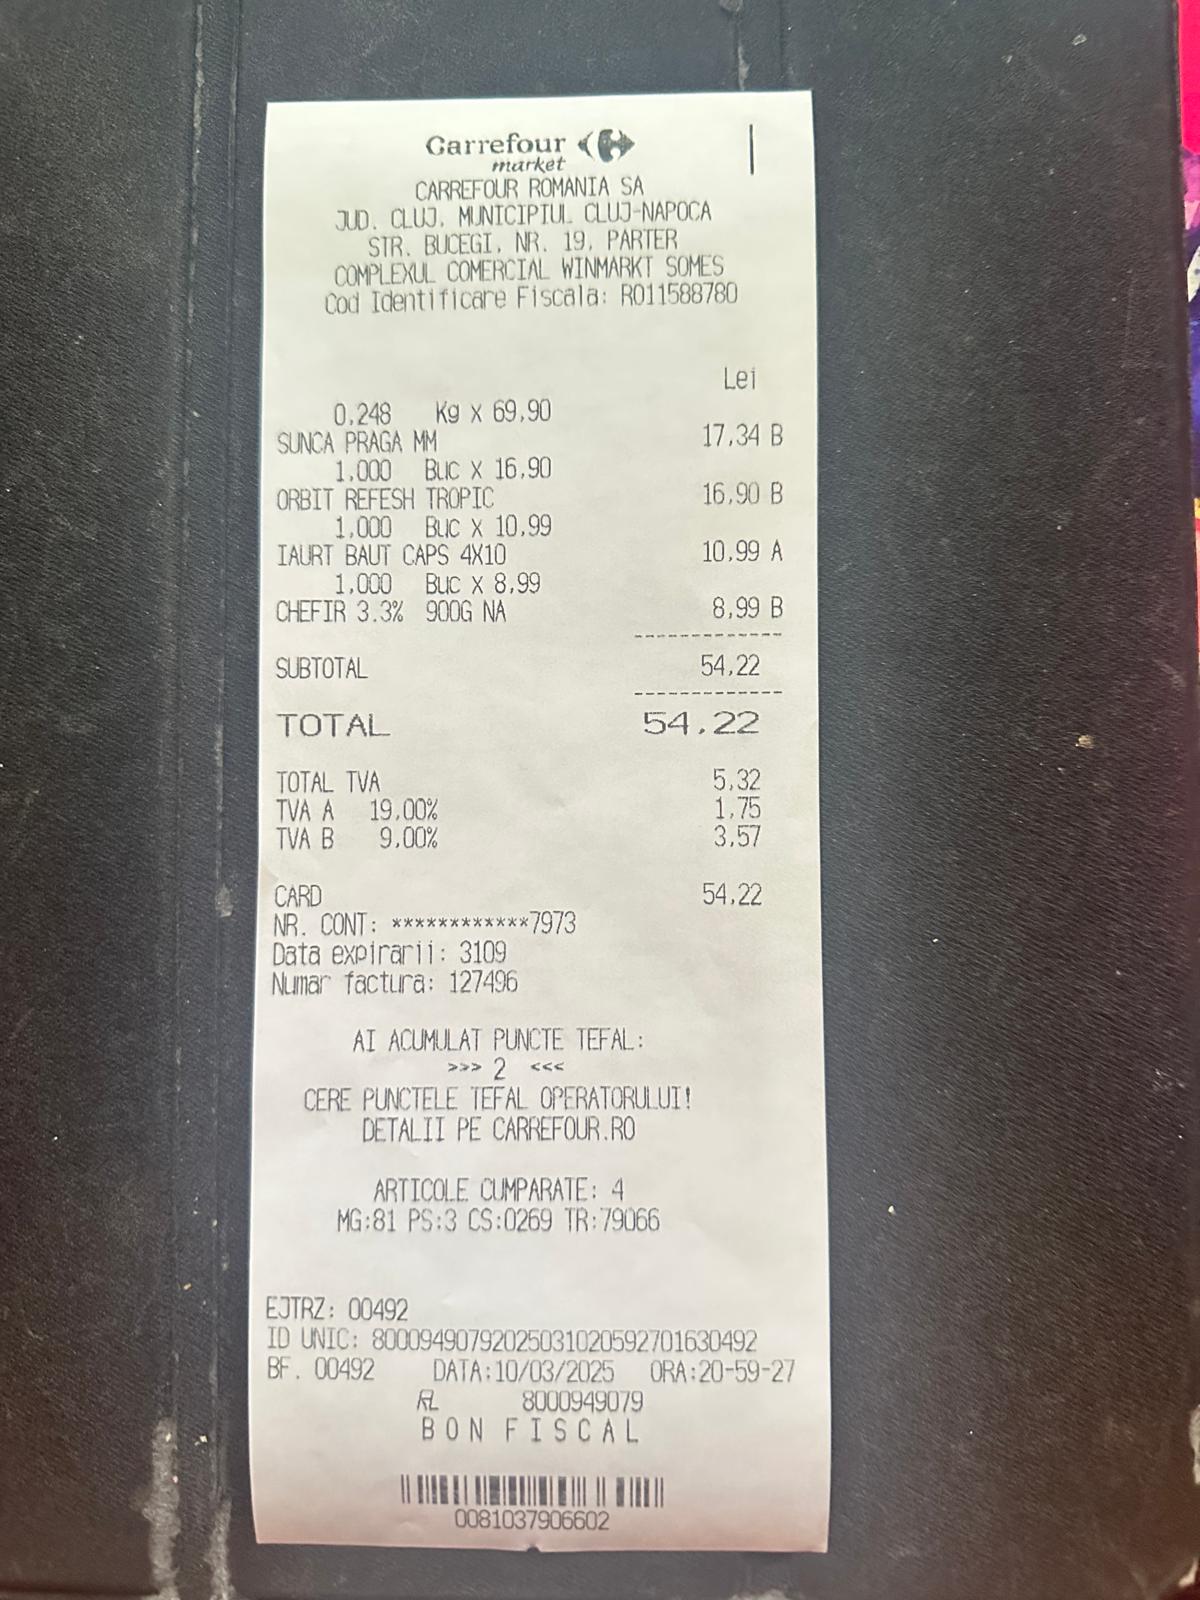 Carrefour
market
CARREFOUR ROMANIA SA
JUD. CLUJ, MUNICIPIUL CLUJ-NAPOCA
STR. BUCEGI, NR. 19, PARTER
COMPLEXUL COMERCIAL WINMARKT SOMES
Cod Identificare Fiscala: RO11588780
Lei
0,248 Kg X 69,90
SUNCA PRAGA MM 17,34 B
1,000 Buc X 16,90
ORBIT REFESH TROPIC 16,90 B
1,000 Buc X 10,99
IAURT BAUT CAPS 4X10 10,99 A
1,000 Buc X 8,99
CHEFIR 3.3% 900G NA 8,99 B
-------------
SUBTOTAL 54,22
-------------
TOTAL 54,22
TOTAL TVA 5,32
TVA A 19,00% 1,75
TVA B 9,00% 3,57
CARD 54,22
NR. CONT: ************7973
Data expirarii: 3109
Numar factura: 127496
AI ACUMULAT PUNCTE TEFAL:
>>> 2 <<<
CERE PUNCTELE TEFAL OPERATORULUI!
DETALII PE CARREFOUR.RO
ARTICOLE CUMPARATE: 4
MG:81 PS:3 CS:0269 TR:79066
EJTRZ: 00492
ID UNIC: 8000949079202503102059270163​0492
BF. 00492 DATA:10/03/2025 ORA:20-59-27
RL 8000949079
BON FISCAL
0081037906602